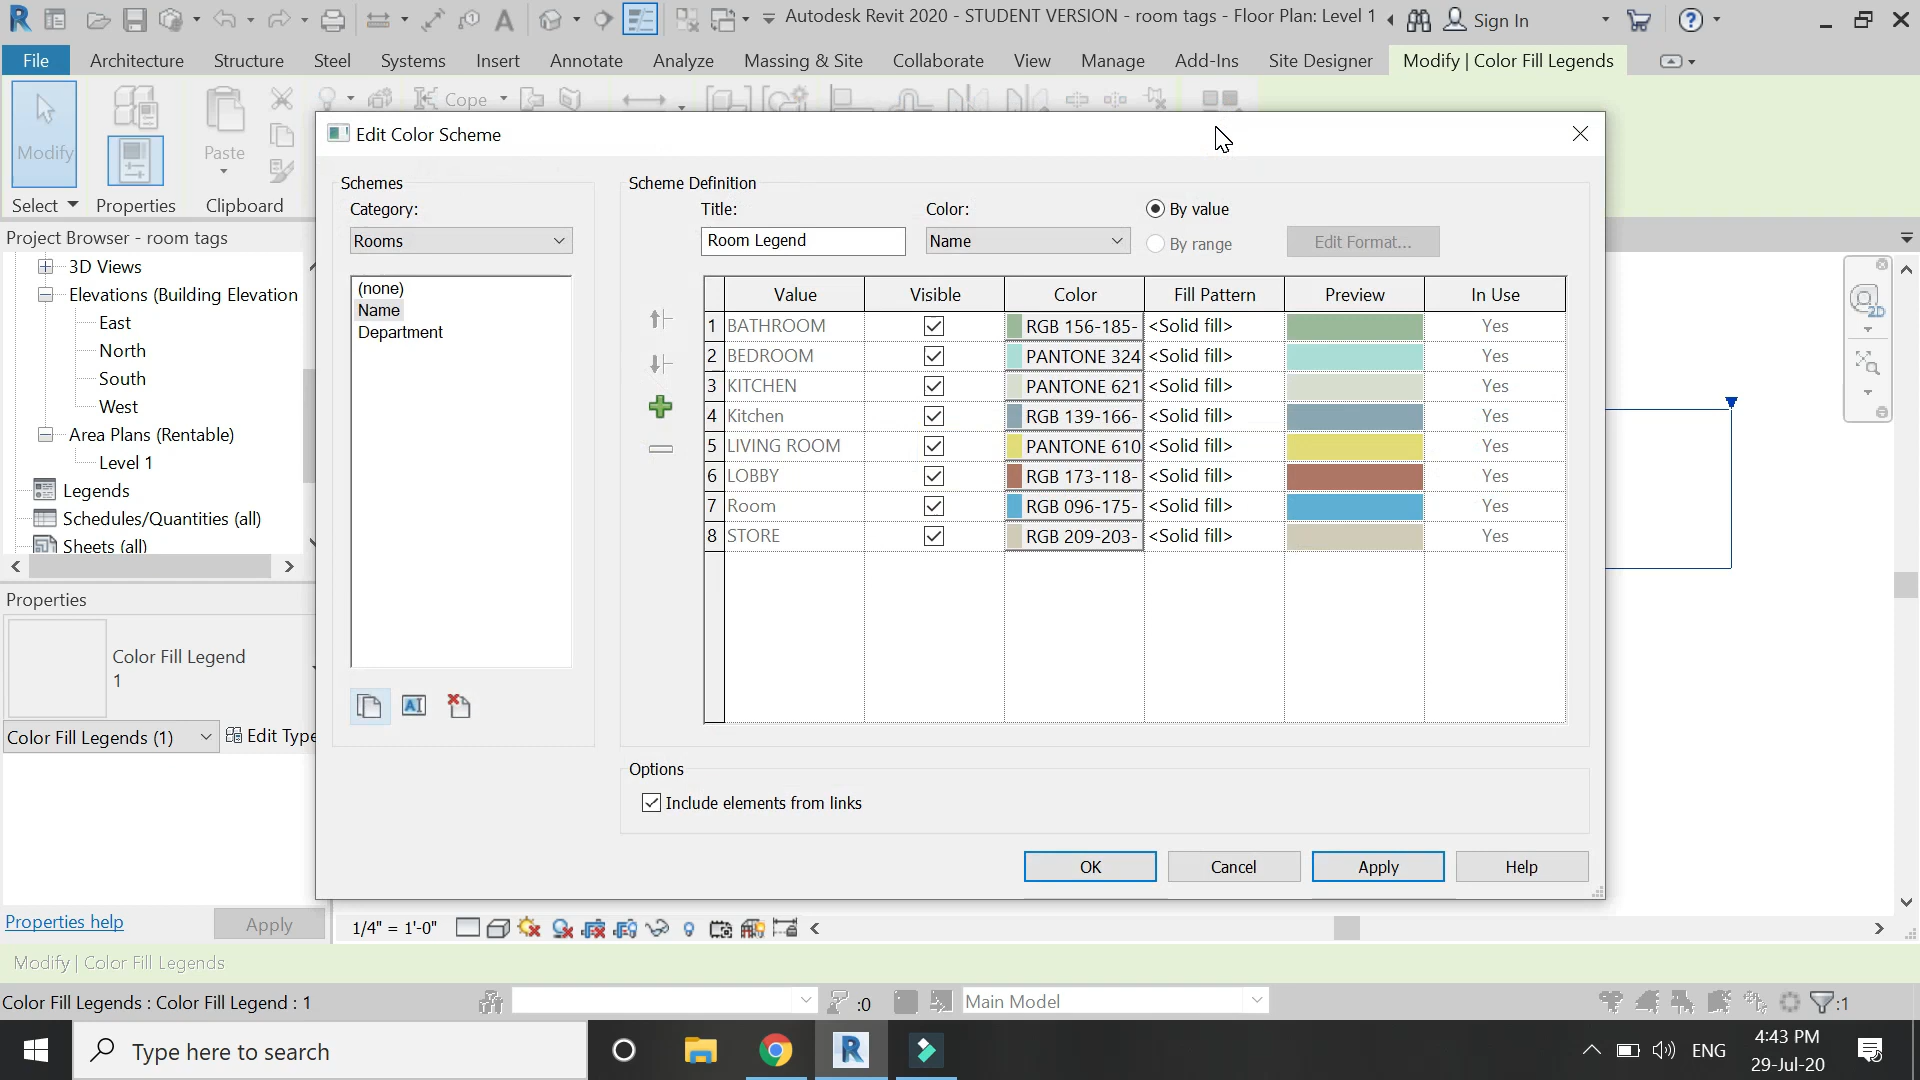 Autodesk Revit 2020 - STUDENT VERSION - room tags - Floor Plan: Level 1
Sign In
File
Architecture
Structure
Steel
Systems
Insert
Annotate
Analyze
Massing & Site
Collaborate
View
Manage
Add-Ins
Site Designer
Modify | Color Fill Legends
Modify
Paste
Cope
Select
Properties
Clipboard
Project Browser - room tags
3D Views
Elevations (Building Elevation
East
North
South
West
Area Plans (Rentable)
Level 1
Legends
Schedules/Quantities (all)
Sheets (all)
Properties
Color Fill Legend
1
Color Fill Legends (1)
Edit Type
Properties help
Apply
Edit Color Scheme
Schemes
Category:
Rooms
(none)
Name
Department
Scheme Definition
Title:
Color:
By value
Room Legend
Name
By range
Edit Format...
Value Visible Color Fill Pattern Preview In Use
1 BATHROOM RGB 156-185- <Solid fill> Yes
2 BEDROOM PANTONE 324 <Solid fill> Yes
3 KITCHEN PANTONE 621 <Solid fill> Yes
4 Kitchen RGB 139-166- <Solid fill> Yes
5 LIVING ROOM PANTONE 610 <Solid fill> Yes
6 LOBBY RGB 173-118- <Solid fill> Yes
7 Room RGB 096-175- <Solid fill> Yes
8 STORE RGB 209-203- <Solid fill> Yes
Options
Include elements from links
OK
Cancel
Apply
Help
2D
1/4" = 1'-0"
Modify | Color Fill Legends
Color Fill Legends : Color Fill Legend : 1
:0
Main Model
:1
Type here to search
ENG
4:43 PM
29-Jul-20